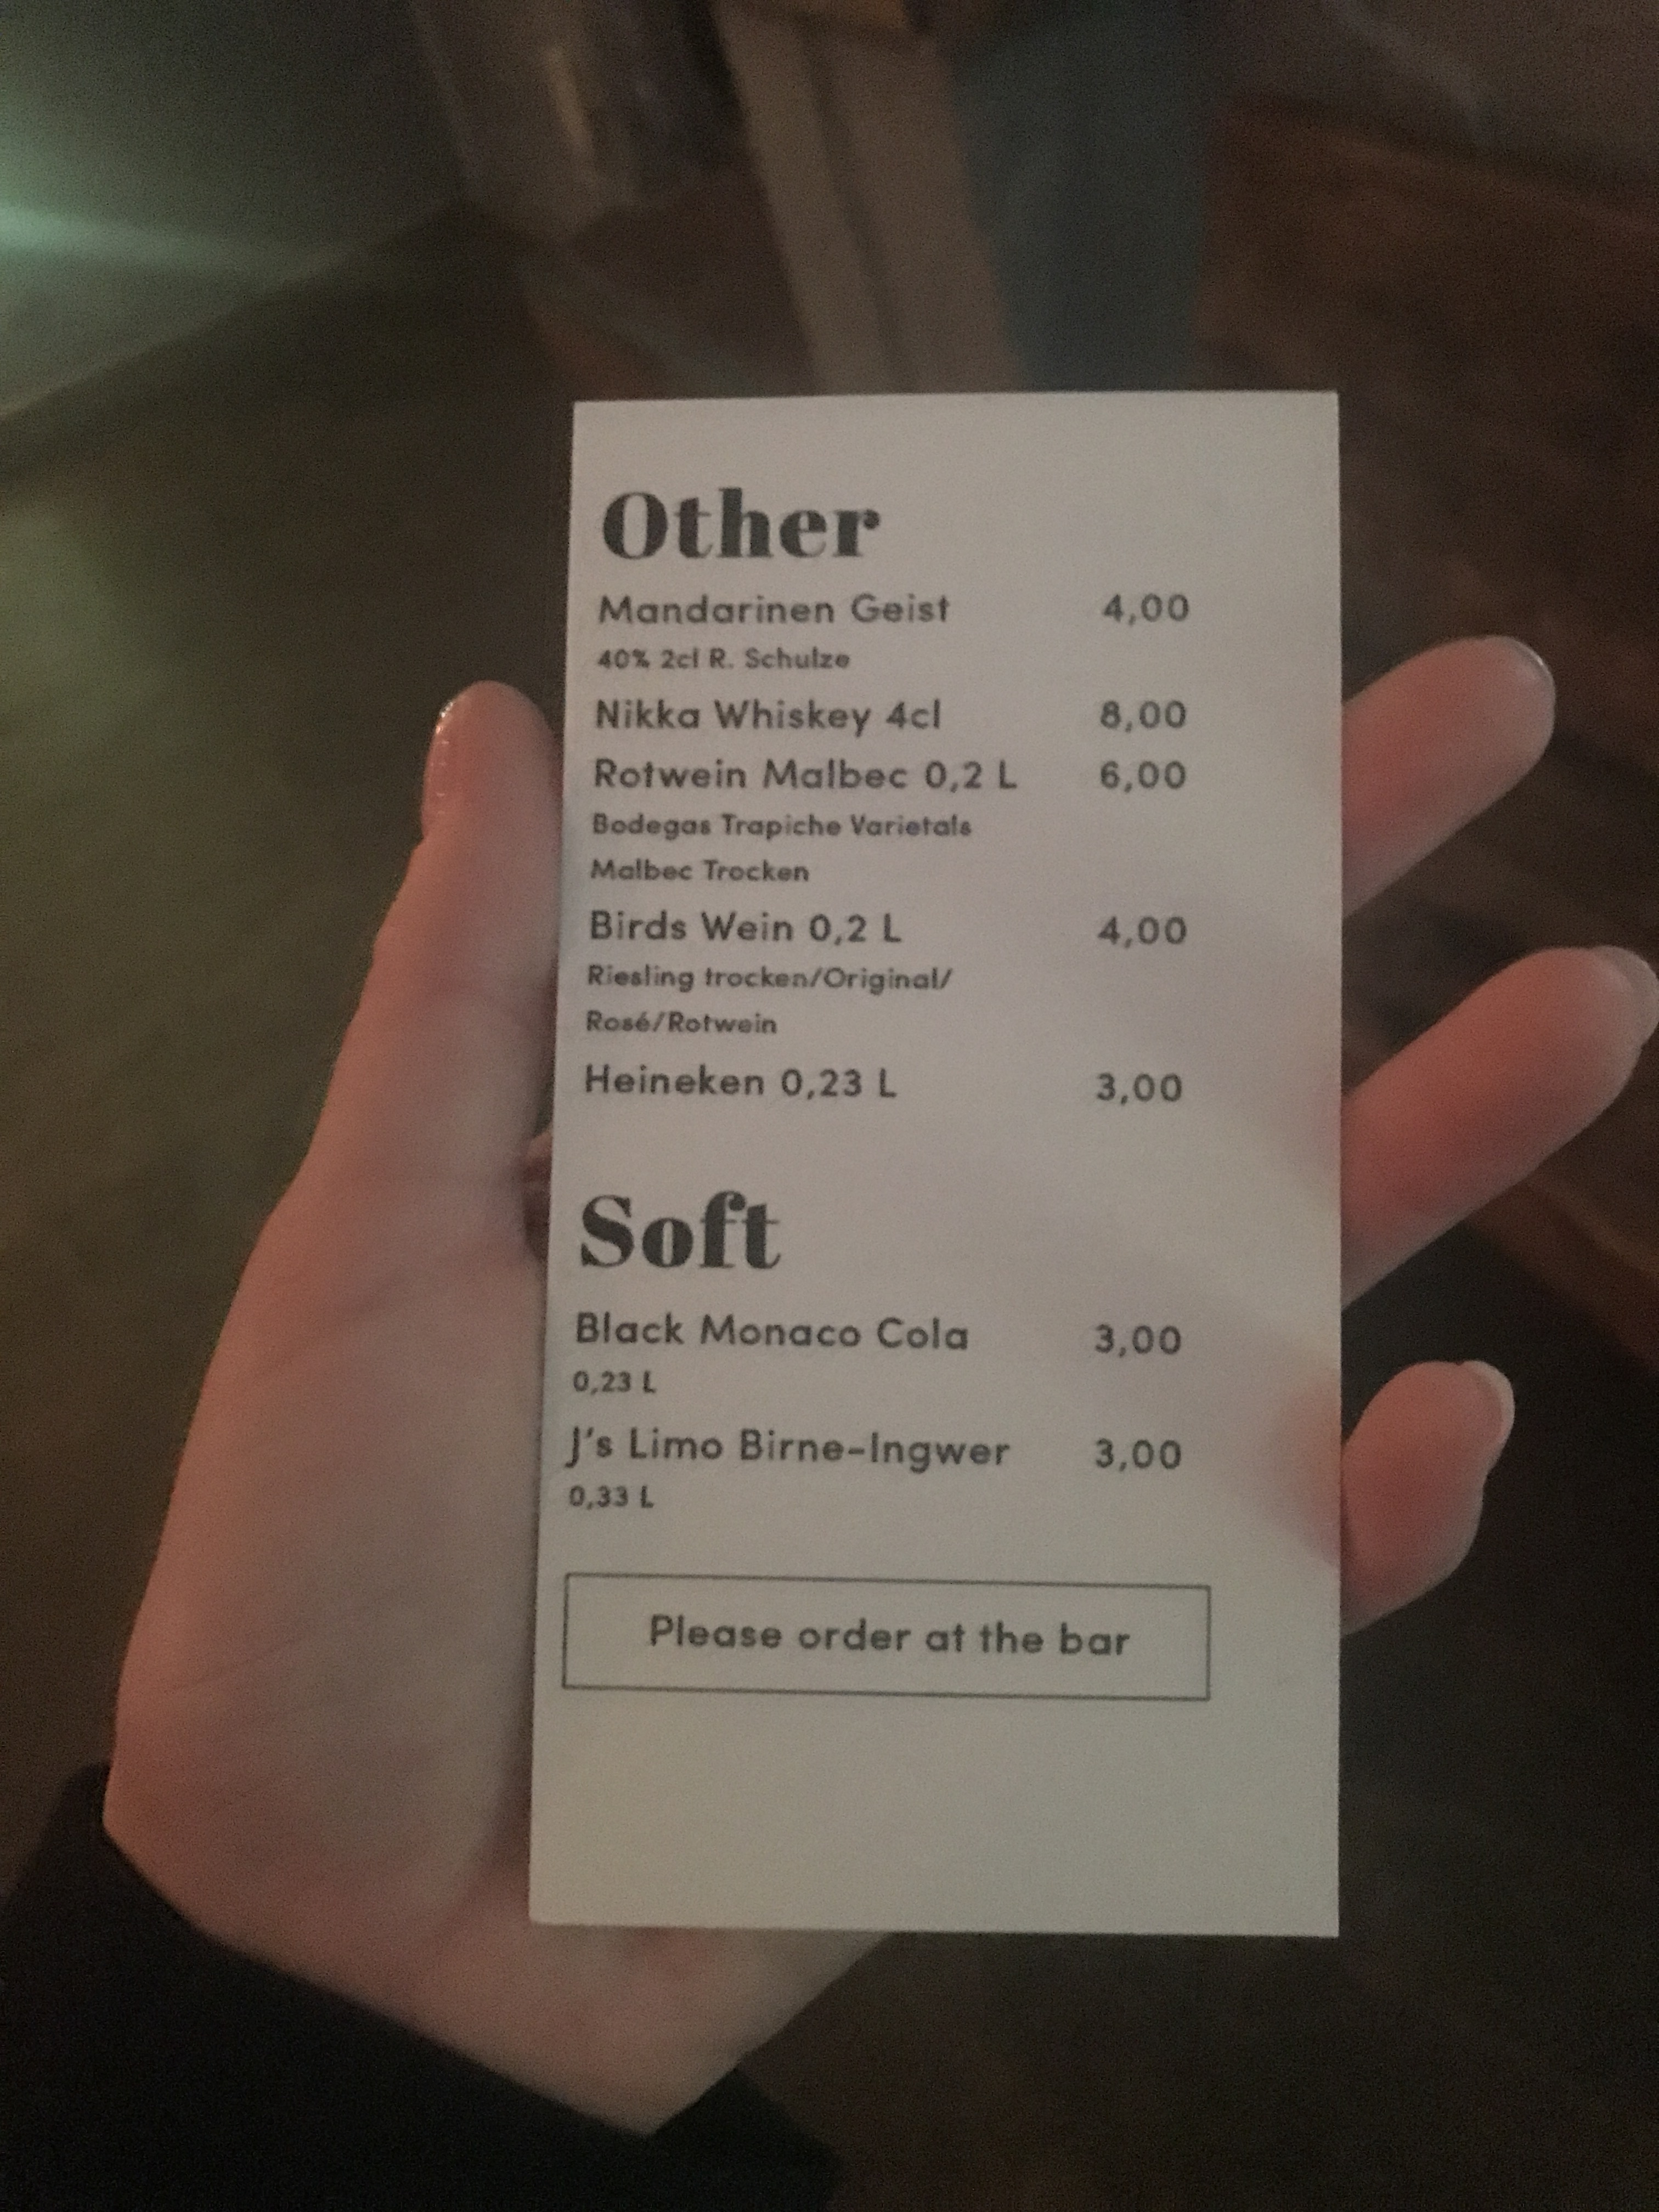 Other
Mandarinen Geist 4,00
40% 2cl R. Schulze
Nikka Whiskey 4cl 8,00
Rotwein Malbec 0,2 L 6,00
Bodegas Trapiche Varietals
Malbec Trocken
Birds Wein 0,2 L 4,00
Riesling trocken/Original/
Rosé/Rotwein
Heineken 0,23 L 3,00
Soft
Black Monaco Cola 3,00
0,23 L
J's Limo Birne-Ingwer 3,00
0,33 L
Please order at the bar